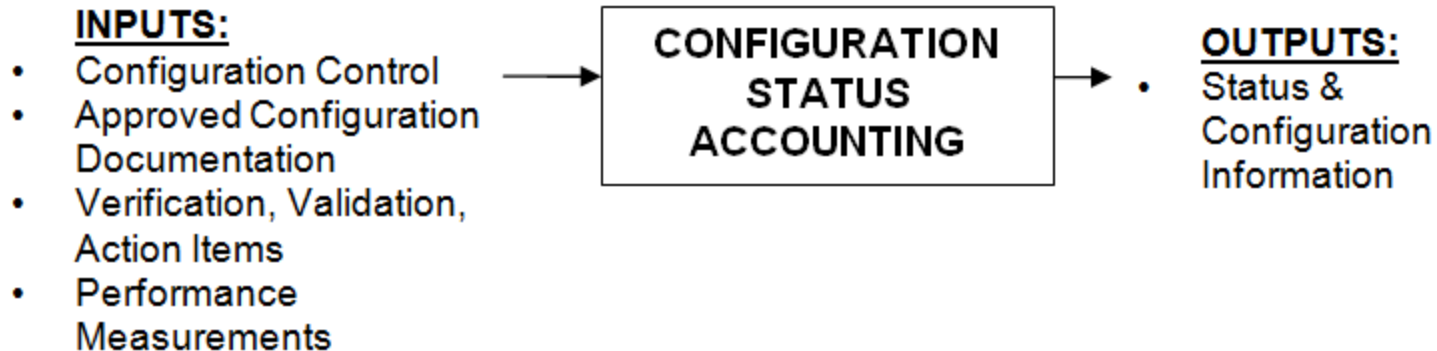 INPUTS:
• Configuration Control
• Approved Configuration
Documentation
• Verification, Validation,
Action Items
• Performance
Measurements
CONFIGURATION
STATUS
ACCOUNTING
OUTPUTS:
• Status &
Configuration
Information